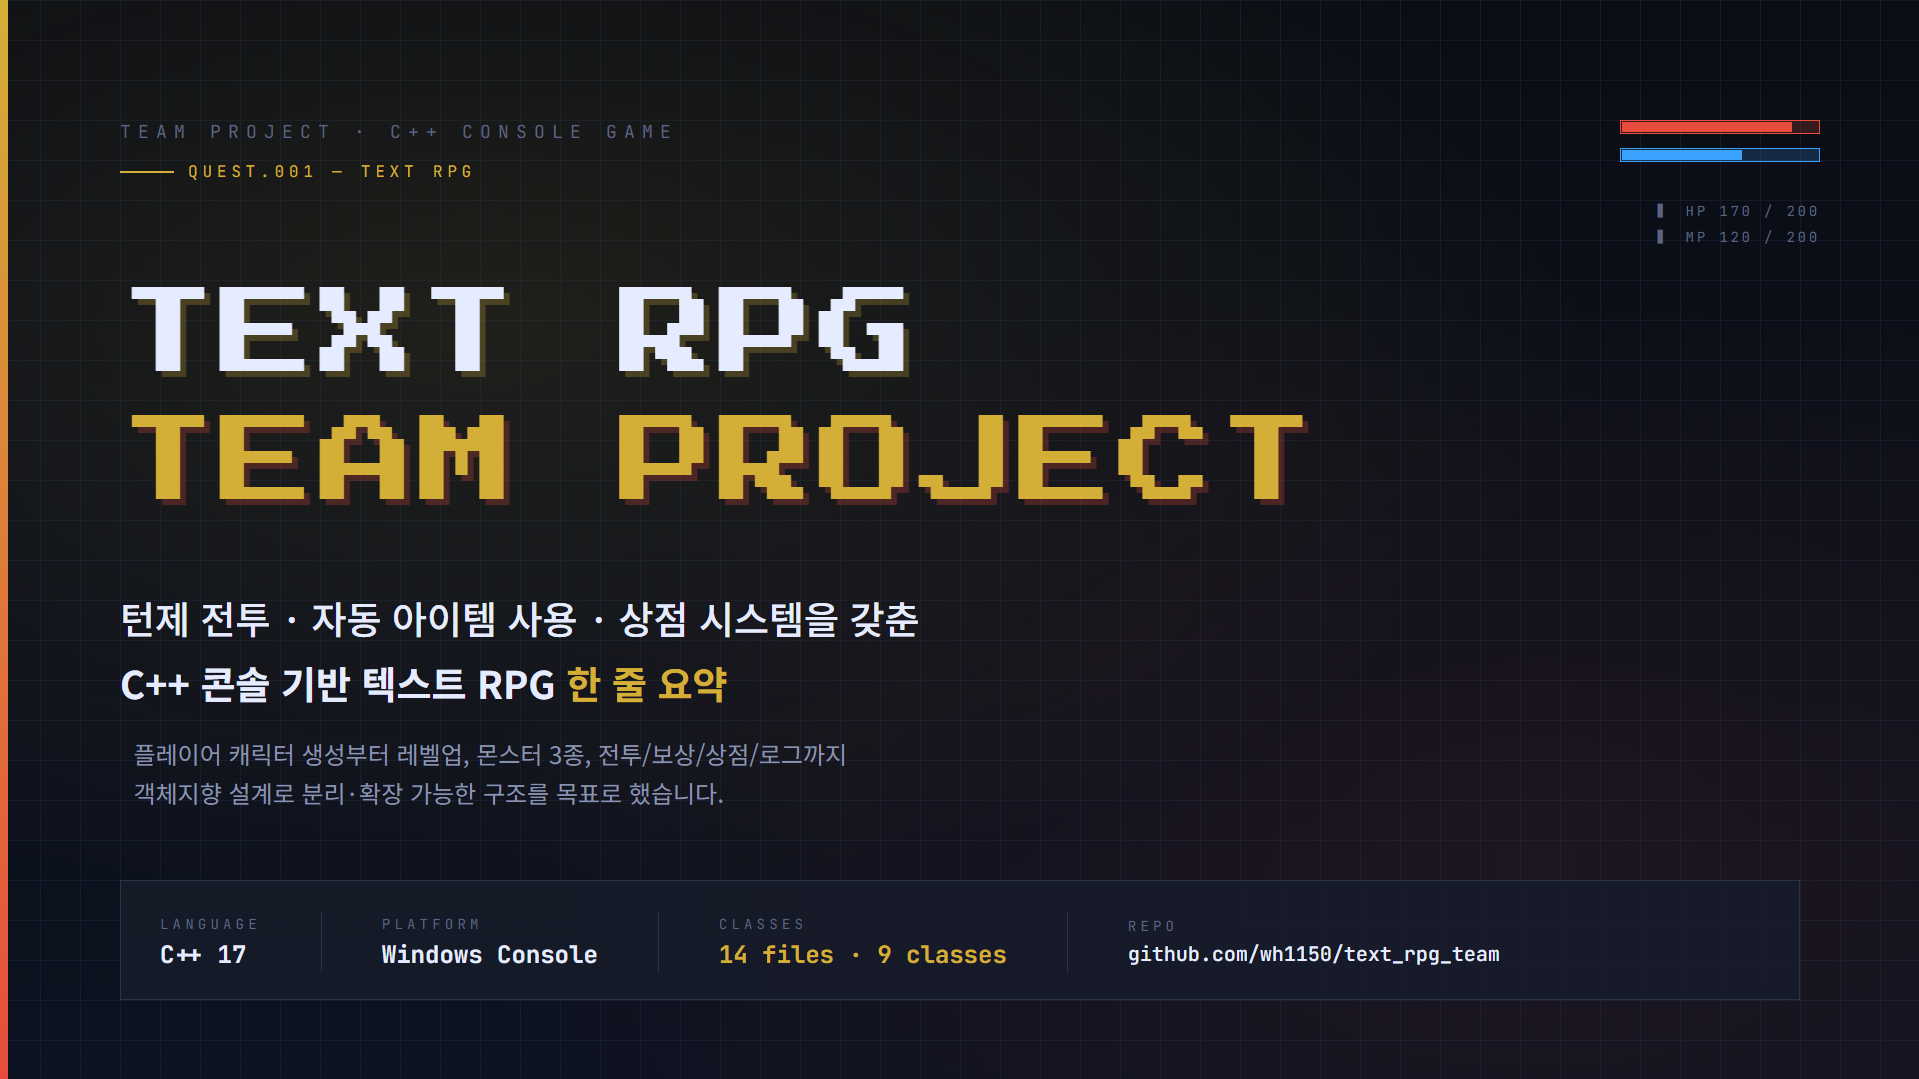 TEAM PROJECT · C++ CONSOLE GAME
QUEST.001 — TEXT RPG
HP 170 / 200
MP 120 / 200
TEXT RPG
TEAM PROJECT
턴제 전투 · 자동 아이템 사용 · 상점 시스템을 갖춘
C++ 콘솔 기반 텍스트 RPG 한 줄 요약
플레이어 캐릭터 생성부터 레벨업, 몬스터 3종, 전투/보상/상점/로그까지
객체지향 설계로 분리·확장 가능한 구조를 목표로 했습니다.
LANGUAGE
C++ 17
PLATFORM
Windows Console
CLASSES
14 files · 9 classes
REPO
github.com/wh1150/text_rpg_team